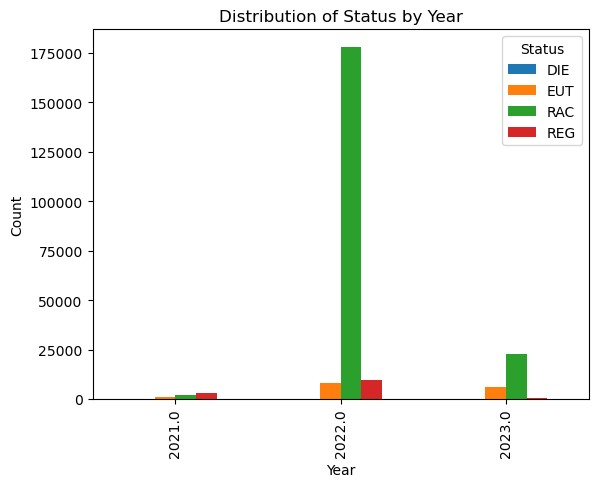 Distribution of Status by Year
Status
DIE
EUT
RAC
REG
175000
150000
125000
100000
75000
50000
25000
0
Count
2021.0
2022.0
2023.0
Year